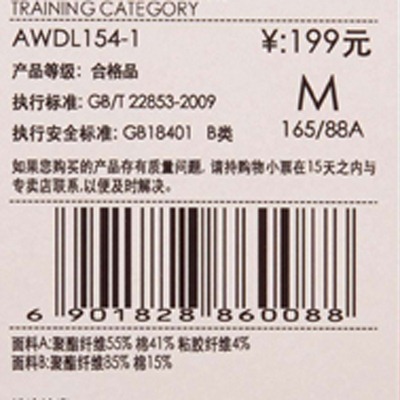 TRAINING CATEGORY
AWDL154-1
¥:199元
产品等级: 合格品
执行标准: GB/T 22853-2009
M
执行安全标准: GB18401 B类
165/88A
如果您购买的产品存有质量问题, 请持购物小票在15天之内与
专卖店联系,以便及时解决。
6 901828 860088
面料A:聚酯纤维55% 棉41% 粘胶纤维4%
面料B:聚酯纤维85% 棉15%